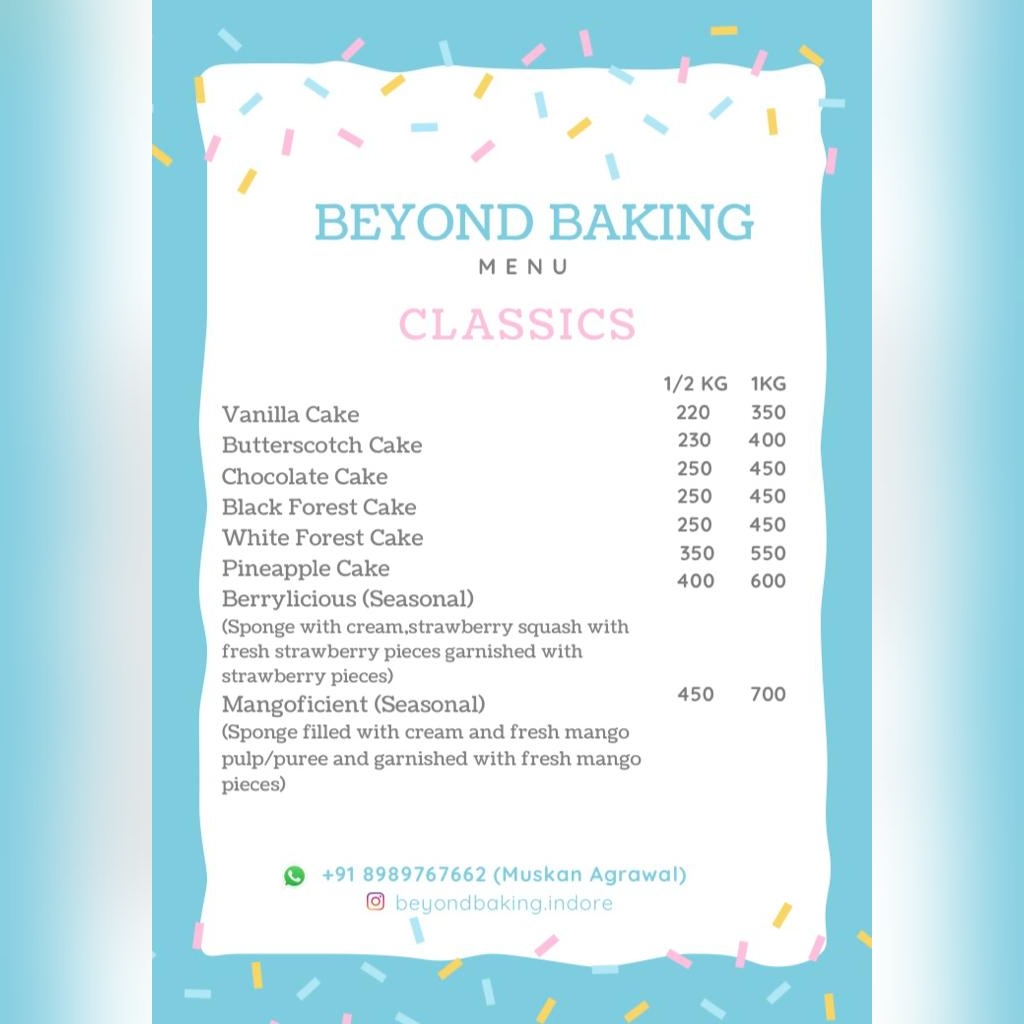 BEYOND BAKING
MENU
CLASSICS
1/2 KG 1KG
Vanilla Cake 220 350
Butterscotch Cake 230 400
Chocolate Cake 250 450
Black Forest Cake 250 450
White Forest Cake 250 450
Pineapple Cake 350 550
Berrylicious (Seasonal) 400 600
(Sponge with cream,strawberry squash with
fresh strawberry pieces garnished with
strawberry pieces)
Mangoficient (Seasonal) 450 700
(Sponge filled with cream and fresh mango
pulp/puree and garnished with fresh mango
pieces)
+91 8989767662 (Muskan Agrawal)
beyondbaking.indore